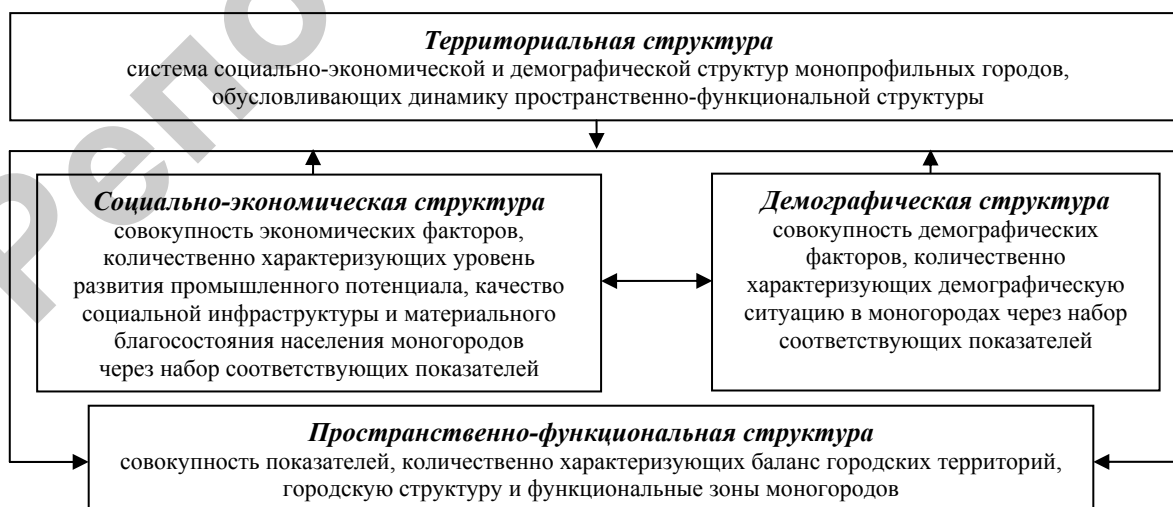 Территориальная структура
система социально-экономической и демографической структур монопрофильных городов,
обусловливающих динамику пространственно-функциональной структуры
Социально-экономическая структура
совокупность экономических факторов,
количественно характеризующих уровень
развития промышленного потенциала, качество
социальной инфраструктуры и материального
благосостояния населения моногородов
через набор соответствующих показателей
Демографическая структура
совокупность демографических
факторов, количественно
характеризующих демографическую
ситуацию в моногородах через набор
соответствующих показателей
Пространственно-функциональная структура
совокупность показателей, количественно характеризующих баланс городских территорий,
городскую структуру и функциональные зоны моногородов
Репо